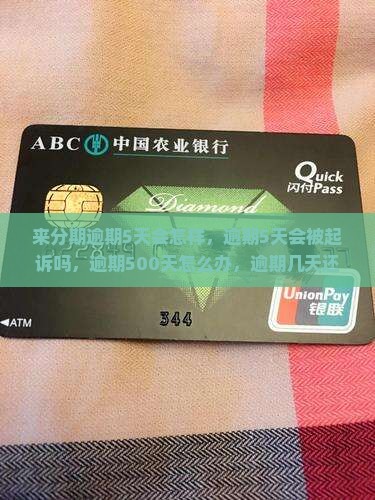 ABC 中国农业银行
Quick
闪付Pass
Diamond
来分期逾期5天会怎样，逾期5天会被起
诉吗，逾期500天怎么办，逾期几天还
344
UnionPay
银联
◀ATM